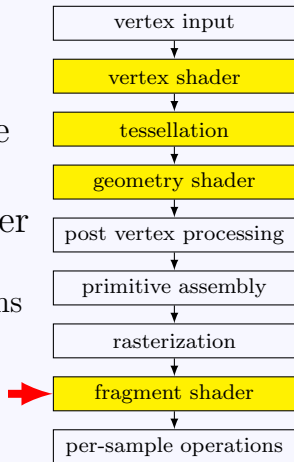 vertex input
vertex shader
tessellation
geometry shader
post vertex processing
primitive assembly
rasterization
fragment shader
per-sample operations